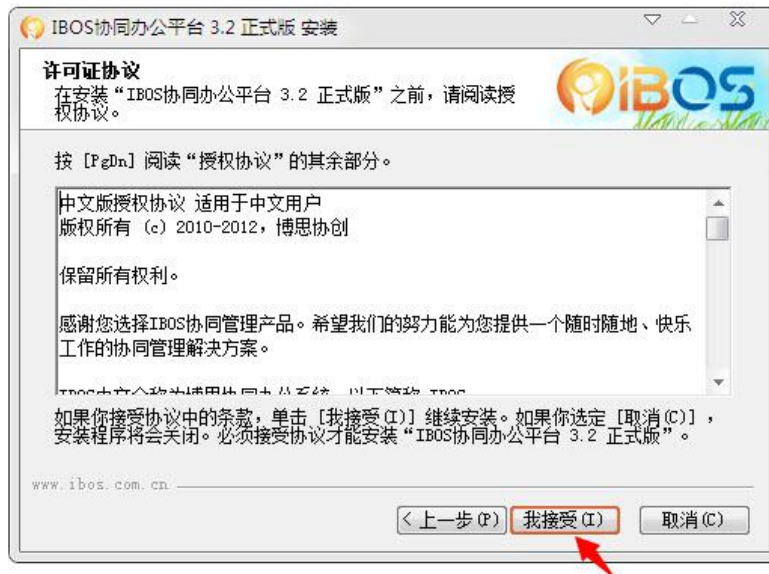 IBOS协同办公平台 3.2 正式版 安装
许可证协议
在安装“IBOS协同办公平台 3.2 正式版”之前，请阅读授
权协议。
iBOS
按 [PgDn] 阅读“授权协议”的其余部分。
中文版授权协议 适用于中文用户
版权所有 (c) 2010-2012，博思协创
保留所有权利。
感谢您选择IBOS协同管理产品。希望我们的努力能为您提供一个随时随地、快乐
工作的协同管理解决方案。
如果你接受协议中的条款，单击 [我接受(I)] 继续安装。如果你选定 [取消(C)] ，
安装程序将会关闭。必须接受协议才能安装“IBOS协同办公平台 3.2 正式版”。
www.ibos.com.cn
< 上一步(P) 我接受(I) 取消(C)